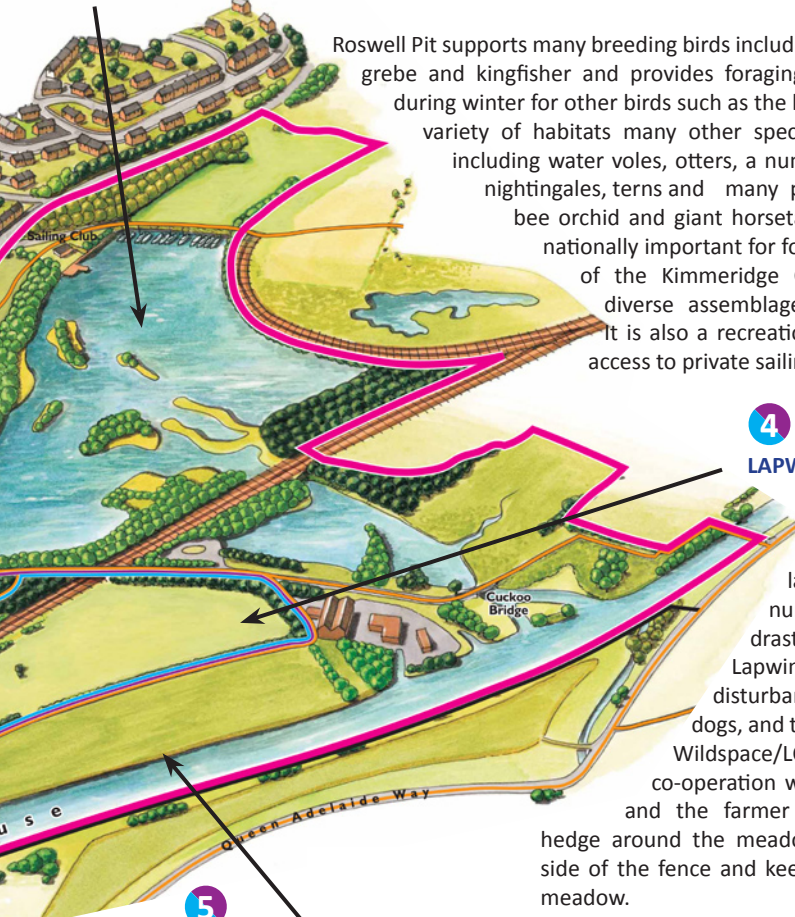 Roswell Pit supports many breeding birds includ
grebe and kingfisher and provides foraging
during winter for other birds such as the
variety of habitats many other spec
including water voles, otters, a nu
nightingales, terns and many p
bee orchid and giant horseta
nationally important for fo
of the Kimmeridge
diverse assemblage
It is also a recreatio
access to private sailin
Sailing Club
4
LAPW
la
nu
drast
Lapwin
disturban
dogs, and t
Wildspace/LC
co-operation w
and the farmer
hedge around the meado
side of the fence and kee
meadow.
Cuckoo
Bridge
u s e
Queen Adelaide Way
5